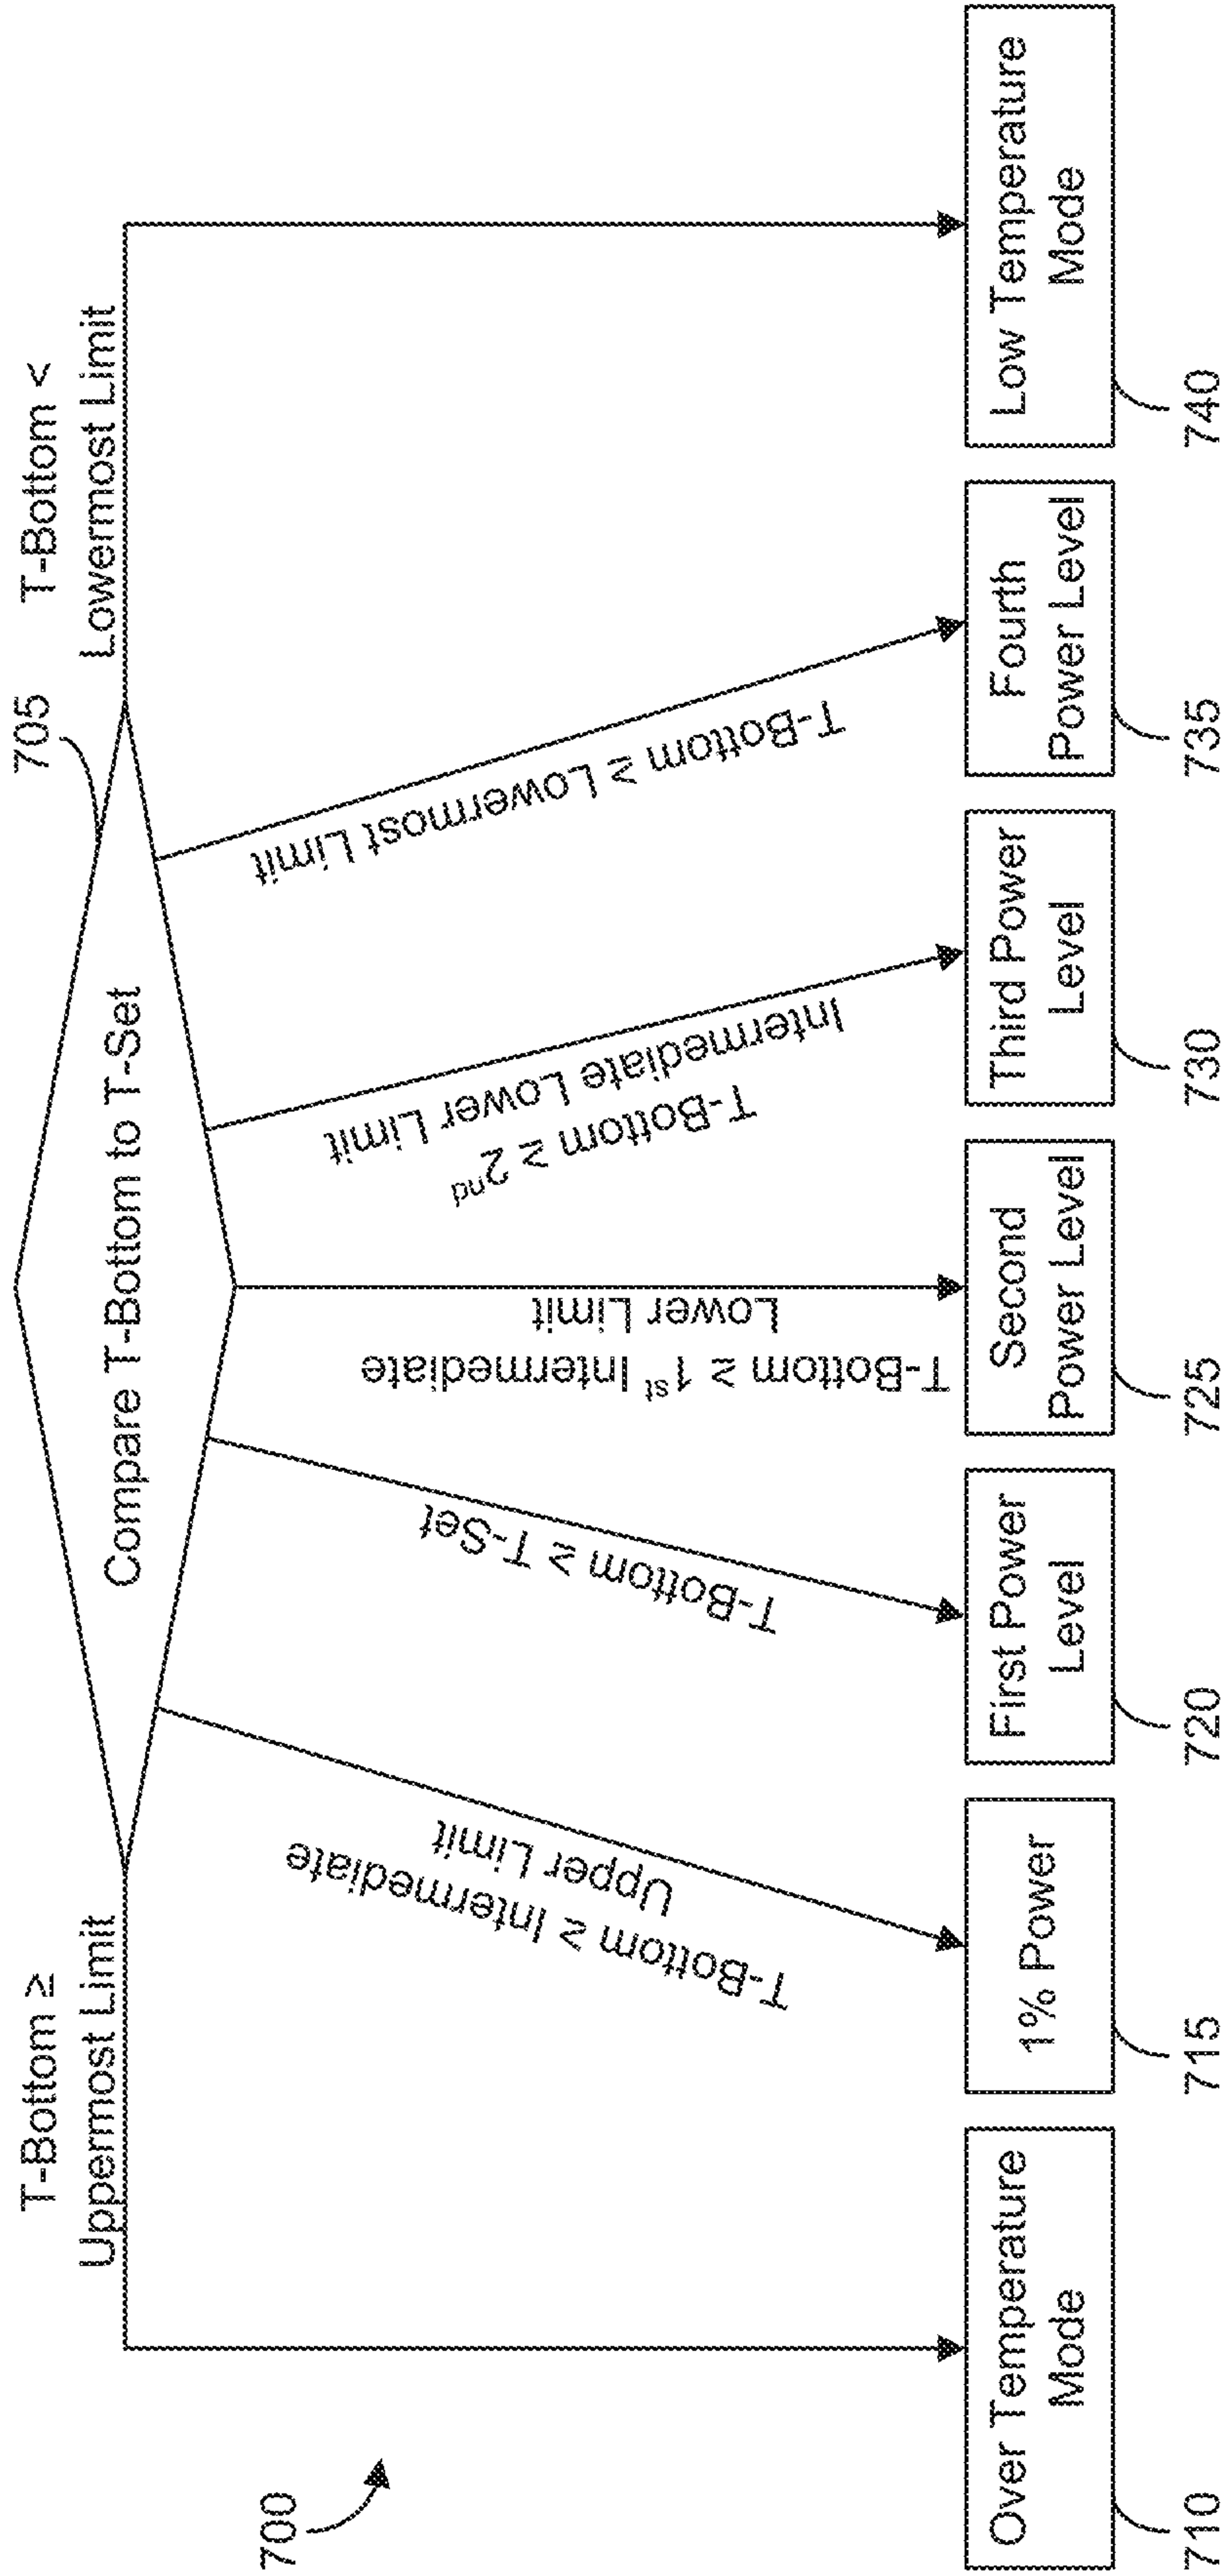 700
T-Bottom ≥
Uppermost Limit
Compare T-Bottom to T-Set
705
T-Bottom <
Lowermost Limit
T-Bottom ≥ Intermediate
Upper Limit
T-Bottom ≥ T-Set
T-Bottom ≥ 1st Intermediate
Lower Limit
T-Bottom ≥ 2nd
Intermediate Lower Limit
T-Bottom ≥ Lowermost Limit
Over Temperature
Mode
710
1% Power
715
First Power
Level
720
Second
Power Level
725
Third Power
Level
730
Fourth
Power Level
735
Low Temperature
Mode
740